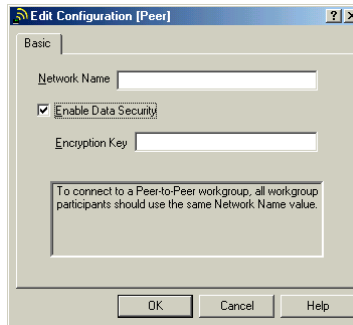 Edit Configuration [Peer]
Basic
Network Name
Enable Data Security
Encryption Key
To connect to a Peer-to-Peer workgroup, all workgroup
participants should use the same Network Name value.
OK Cancel Help